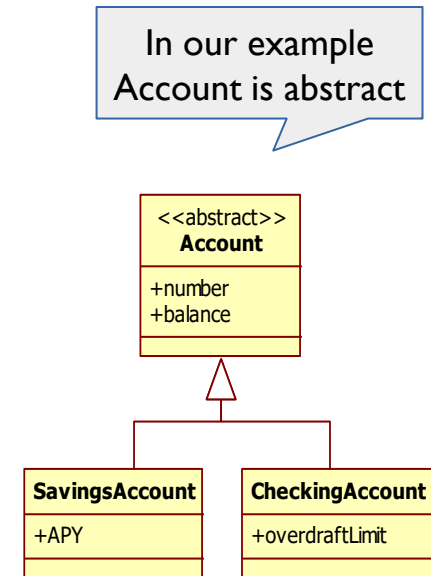 In our example
Account is abstract
<<abstract>>
Account
+number
+balance
SavingsAccount
+APY
CheckingAccount
+overdraftLimit